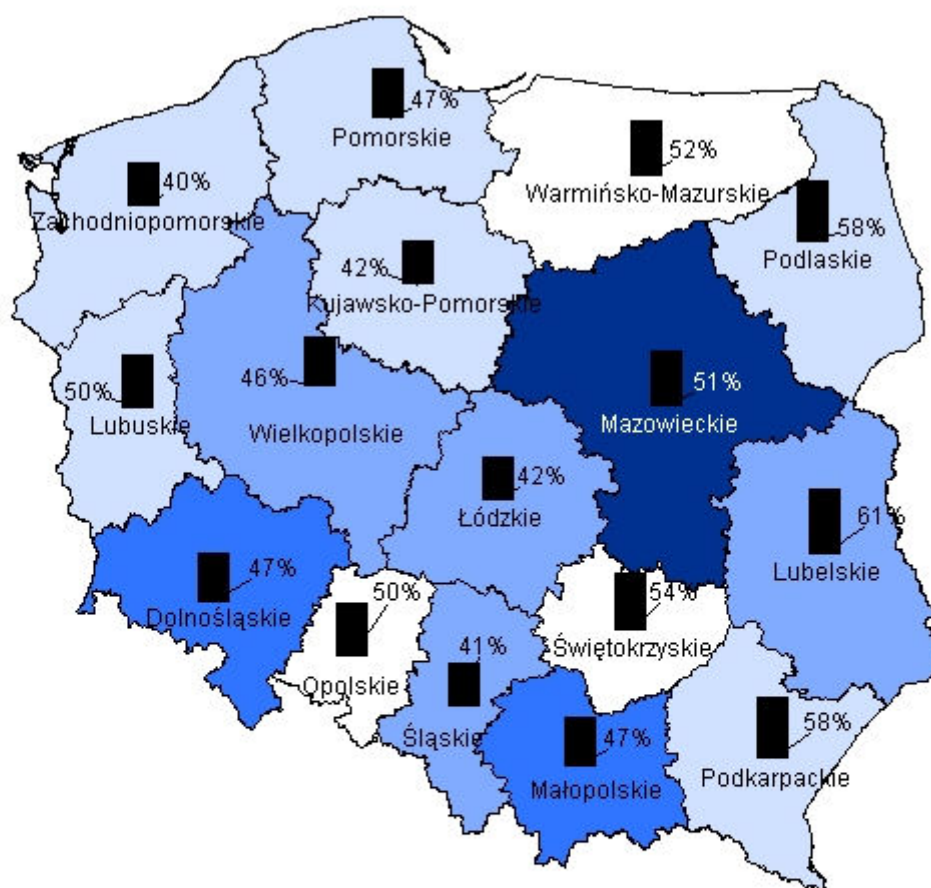 47%
Pomorskie
52%
Warmińsko-Mazurskie
40%
Zachodniopomorskie
58%
Podlaskie
42%
Kujawsko-Pomorskie
50%
Lubuskie
46%
Wielkopolskie
51%
Mazowieckie
42%
Łódzkie
61%
Lubelskie
47%
Dolnośląskie
50%
Opolskie
54%
Świętokrzyskie
41%
Śląskie
47%
Małopolskie
58%
Podkarpackie